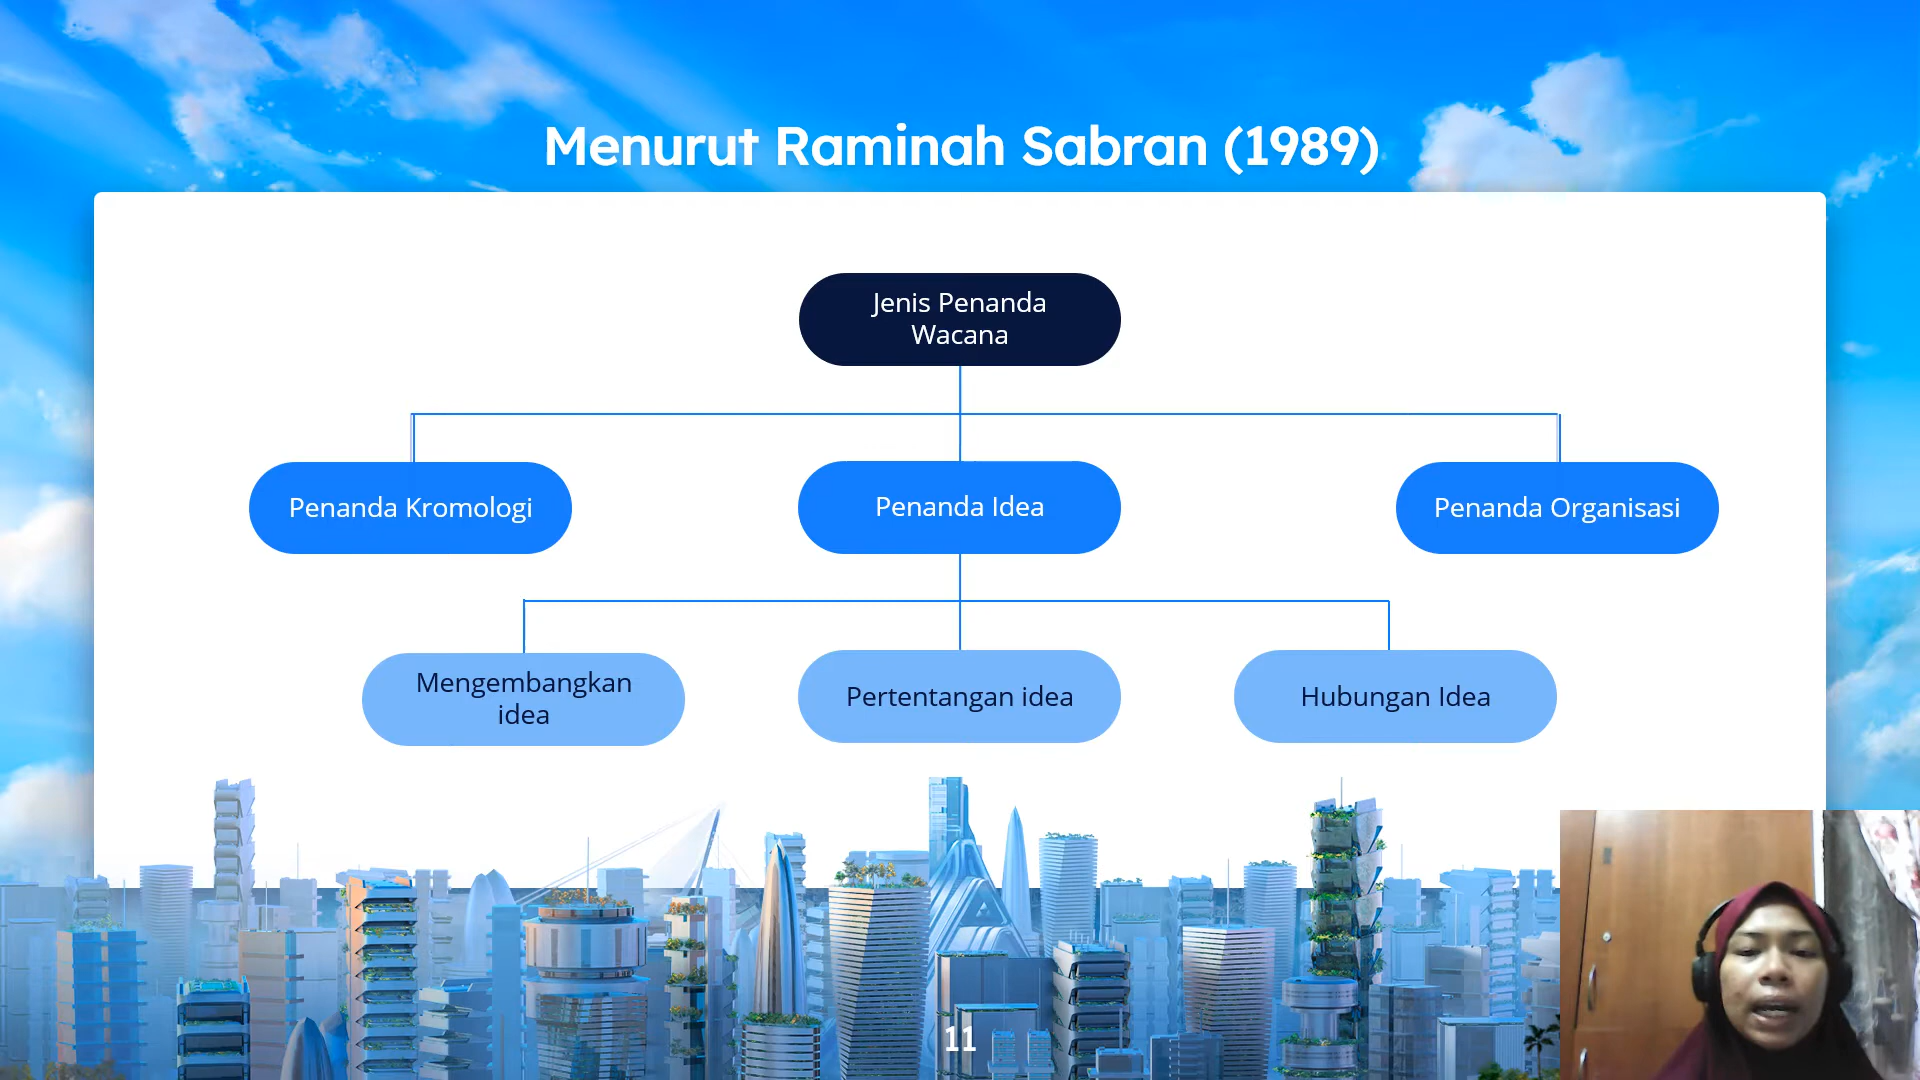 Menurut Raminah Sabran (1989)
Jenis Penanda
Wacana
Penanda Kromologi
Penanda Idea
Penanda Organisasi
Mengembangkan
idea
Pertentangan idea
Hubungan Idea
11